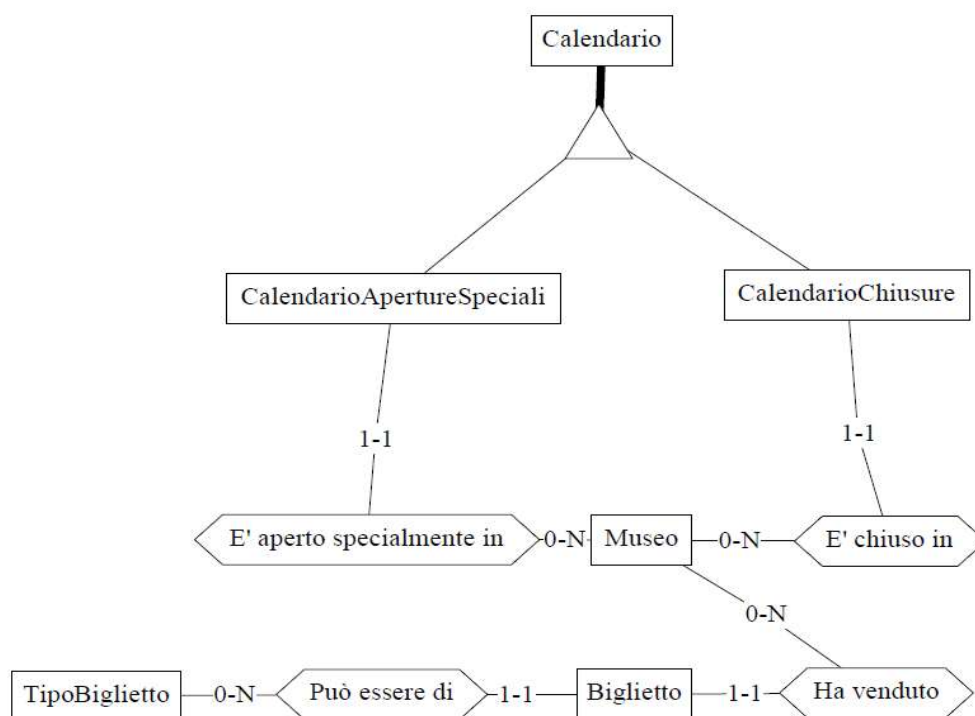 Calendario
CalendarioApertureSpeciali
CalendarioChiusure
1-1
1-1
E' aperto specialmente in
0-N
Museo
0-N
E' chiuso in
0-N
TipoBiglietto
0-N
Può essere di
1-1
Biglietto
1-1
Ha venduto